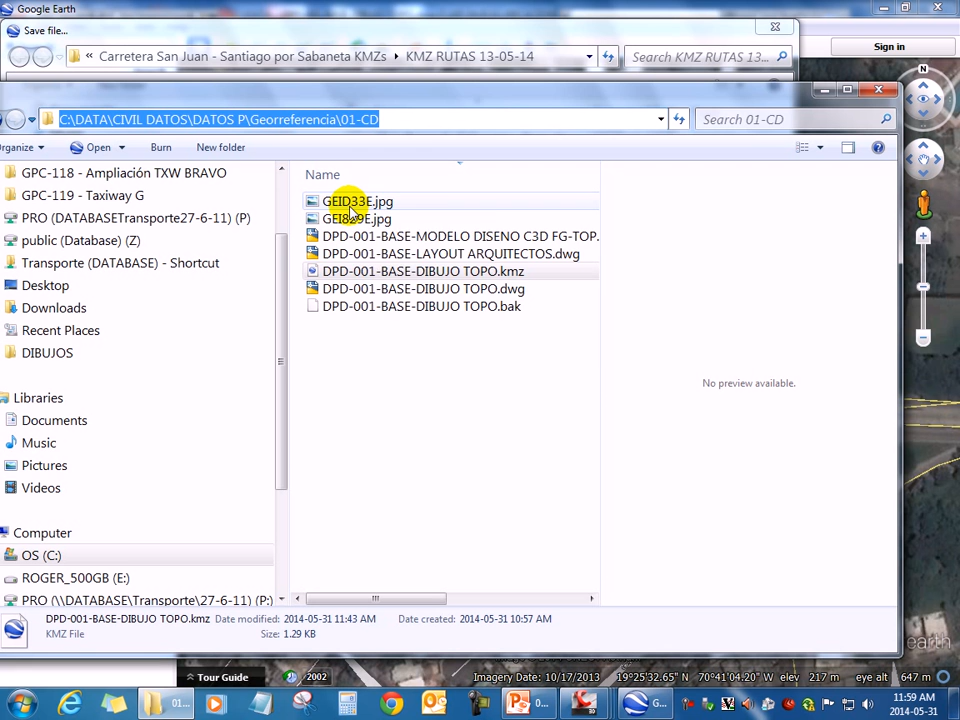 Google Earth
Save file...
« Carretera San Juan - Santiago por Sabaneta KMZs ▸ KMZ RUTAS 13-05-14
Search KMZ RUTAS 13...
Sign in
N
C:\DATA\CIVIL DATOS\DATOS P\Georreferencia\01-CD
Search 01-CD
rganize
Open
Burn
New folder
GPC-118 - Ampliación TXW BRAVO
GPC-119 - Taxiway G
PRO (DATABASETransporte27-6-11) (P)
public (Database) (Z)
Transporte (DATABASE) - Shortcut
Desktop
Downloads
Recent Places
DIBUJOS
Libraries
Documents
Music
Pictures
Videos
Computer
OS (C:)
ROGER_500GB (E:)
PRO (\\DATABASE\Transporte\27-6-11) (P:)
Name
GEID33E.jpg
GEI829E.jpg
DPD-001-BASE-MODELO DISENO C3D FG-TOP.
DPD-001-BASE-LAYOUT ARQUITECTOS.dwg
DPD-001-BASE-DIBUJO TOPO.kmz
DPD-001-BASE-DIBUJO TOPO.dwg
DPD-001-BASE-DIBUJO TOPO.bak
No preview available.
DPD-001-BASE-DIBUJO TOPO.kmz Date modified: 2014-05-31 11:43 AM Date created: 2014-05-31 10:57 AM
KMZ File Size: 1.29 KB
earth
Tour Guide
2002
Imagery Date: 10/17/2013 19°25'32.65" N 70°41'04.20" W elev 217 m eye alt 647 m
01...
0...
G...
11:59 AM
2014-05-31